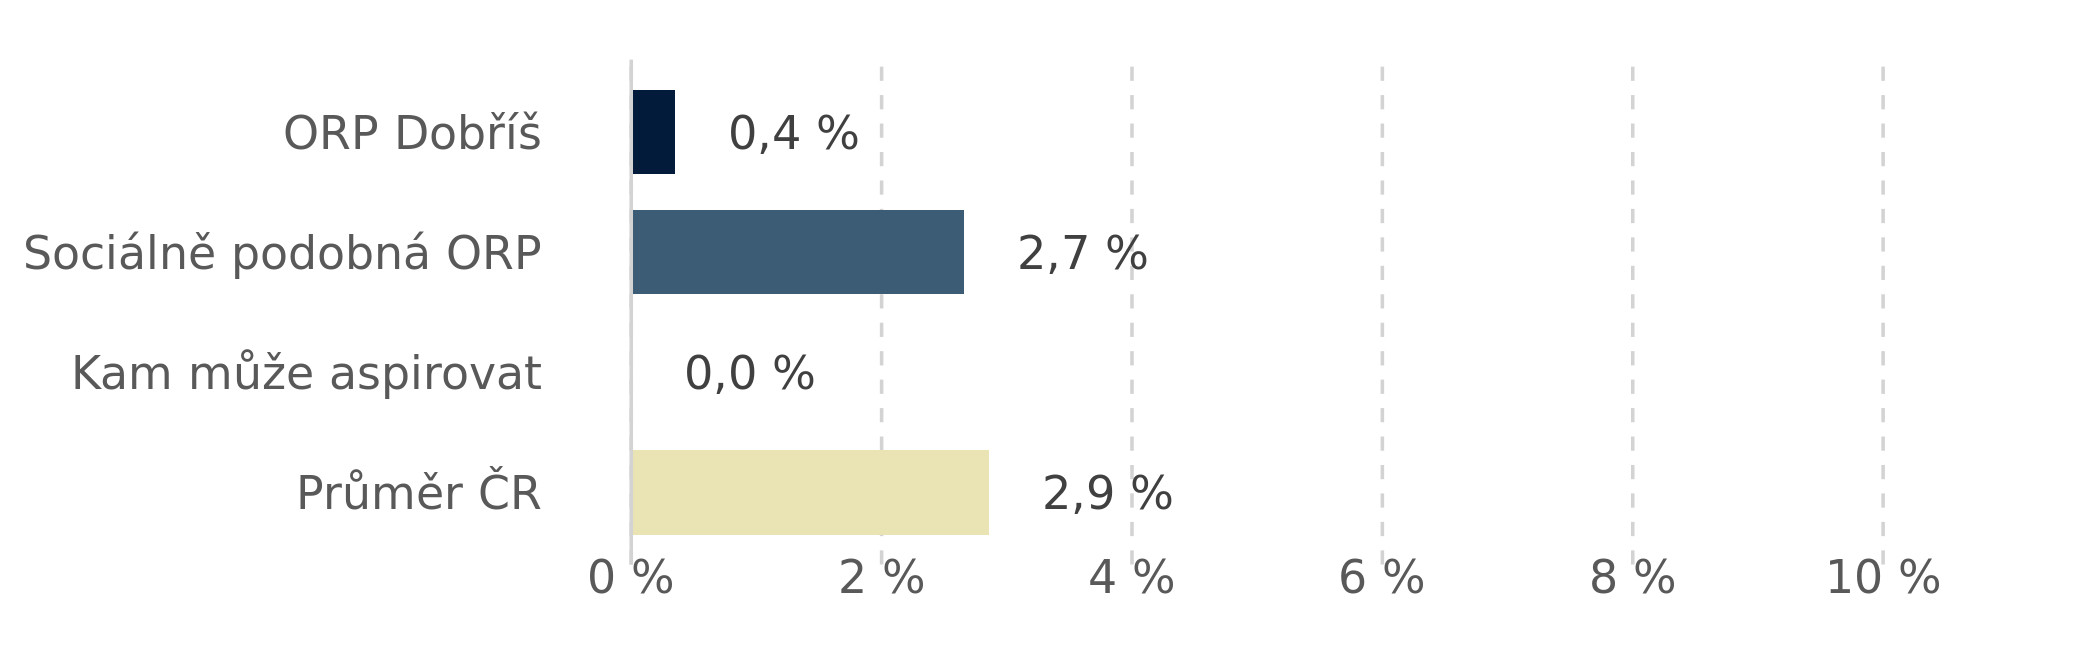 ORP Dobříš
0,4 %
Sociálně podobná ORP
2,7 %
Kam může aspirovat
0,0 %
Průměr ČR
2,9 %
0 %
2 %
4 %
6 %
8 %
10 %